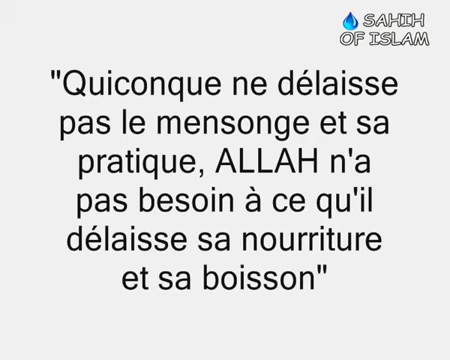 SAHIH
OF ISLAM
"Quiconque ne délaisse
pas le mensonge et sa
pratique, ALLAH n'a
pas besoin à ce qu'il
délaisse sa nourriture
et sa boisson"